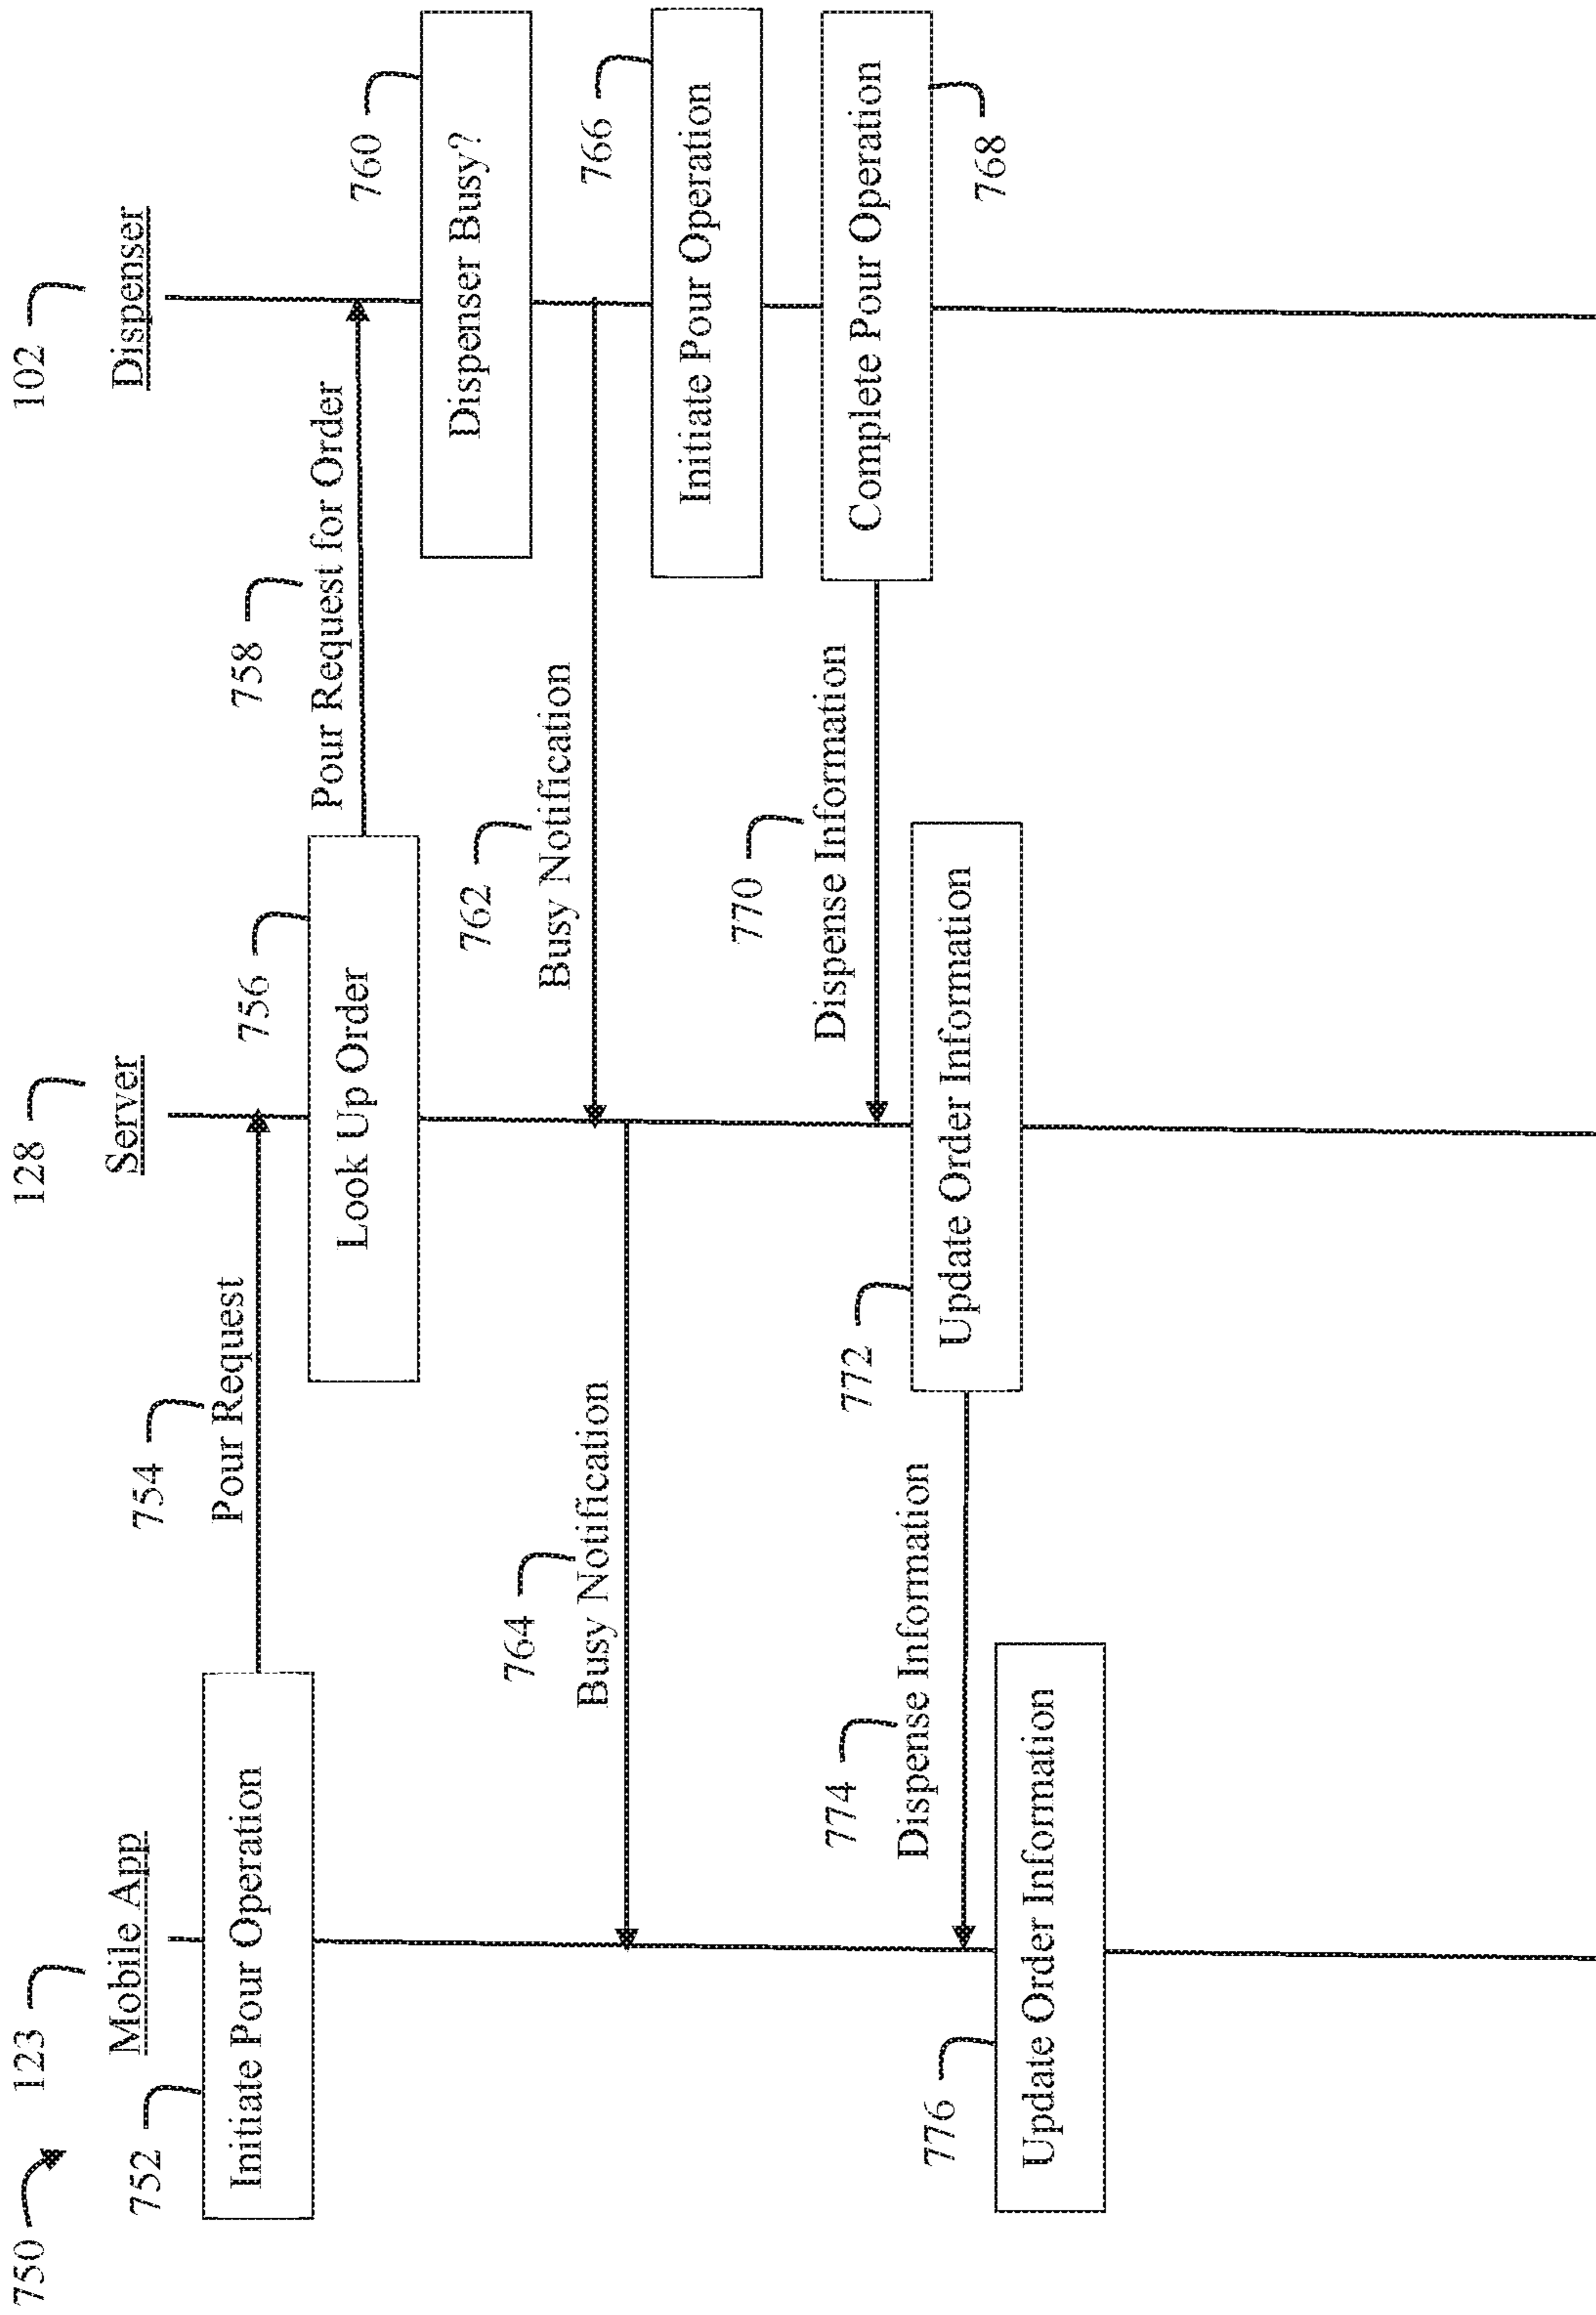 750
123
Mobile App
128
Server
102
Dispenser
752
Initiate Pour Operation
754
Pour Request
756
Look Up Order
758
Pour Request for Order
760
Dispenser Busy?
762
Busy Notification
764
Busy Notification
766
Initiate Pour Operation
Complete Pour Operation
768
770
Dispense Information
772
Update Order Information
774
Dispense Information
776
Update Order Information